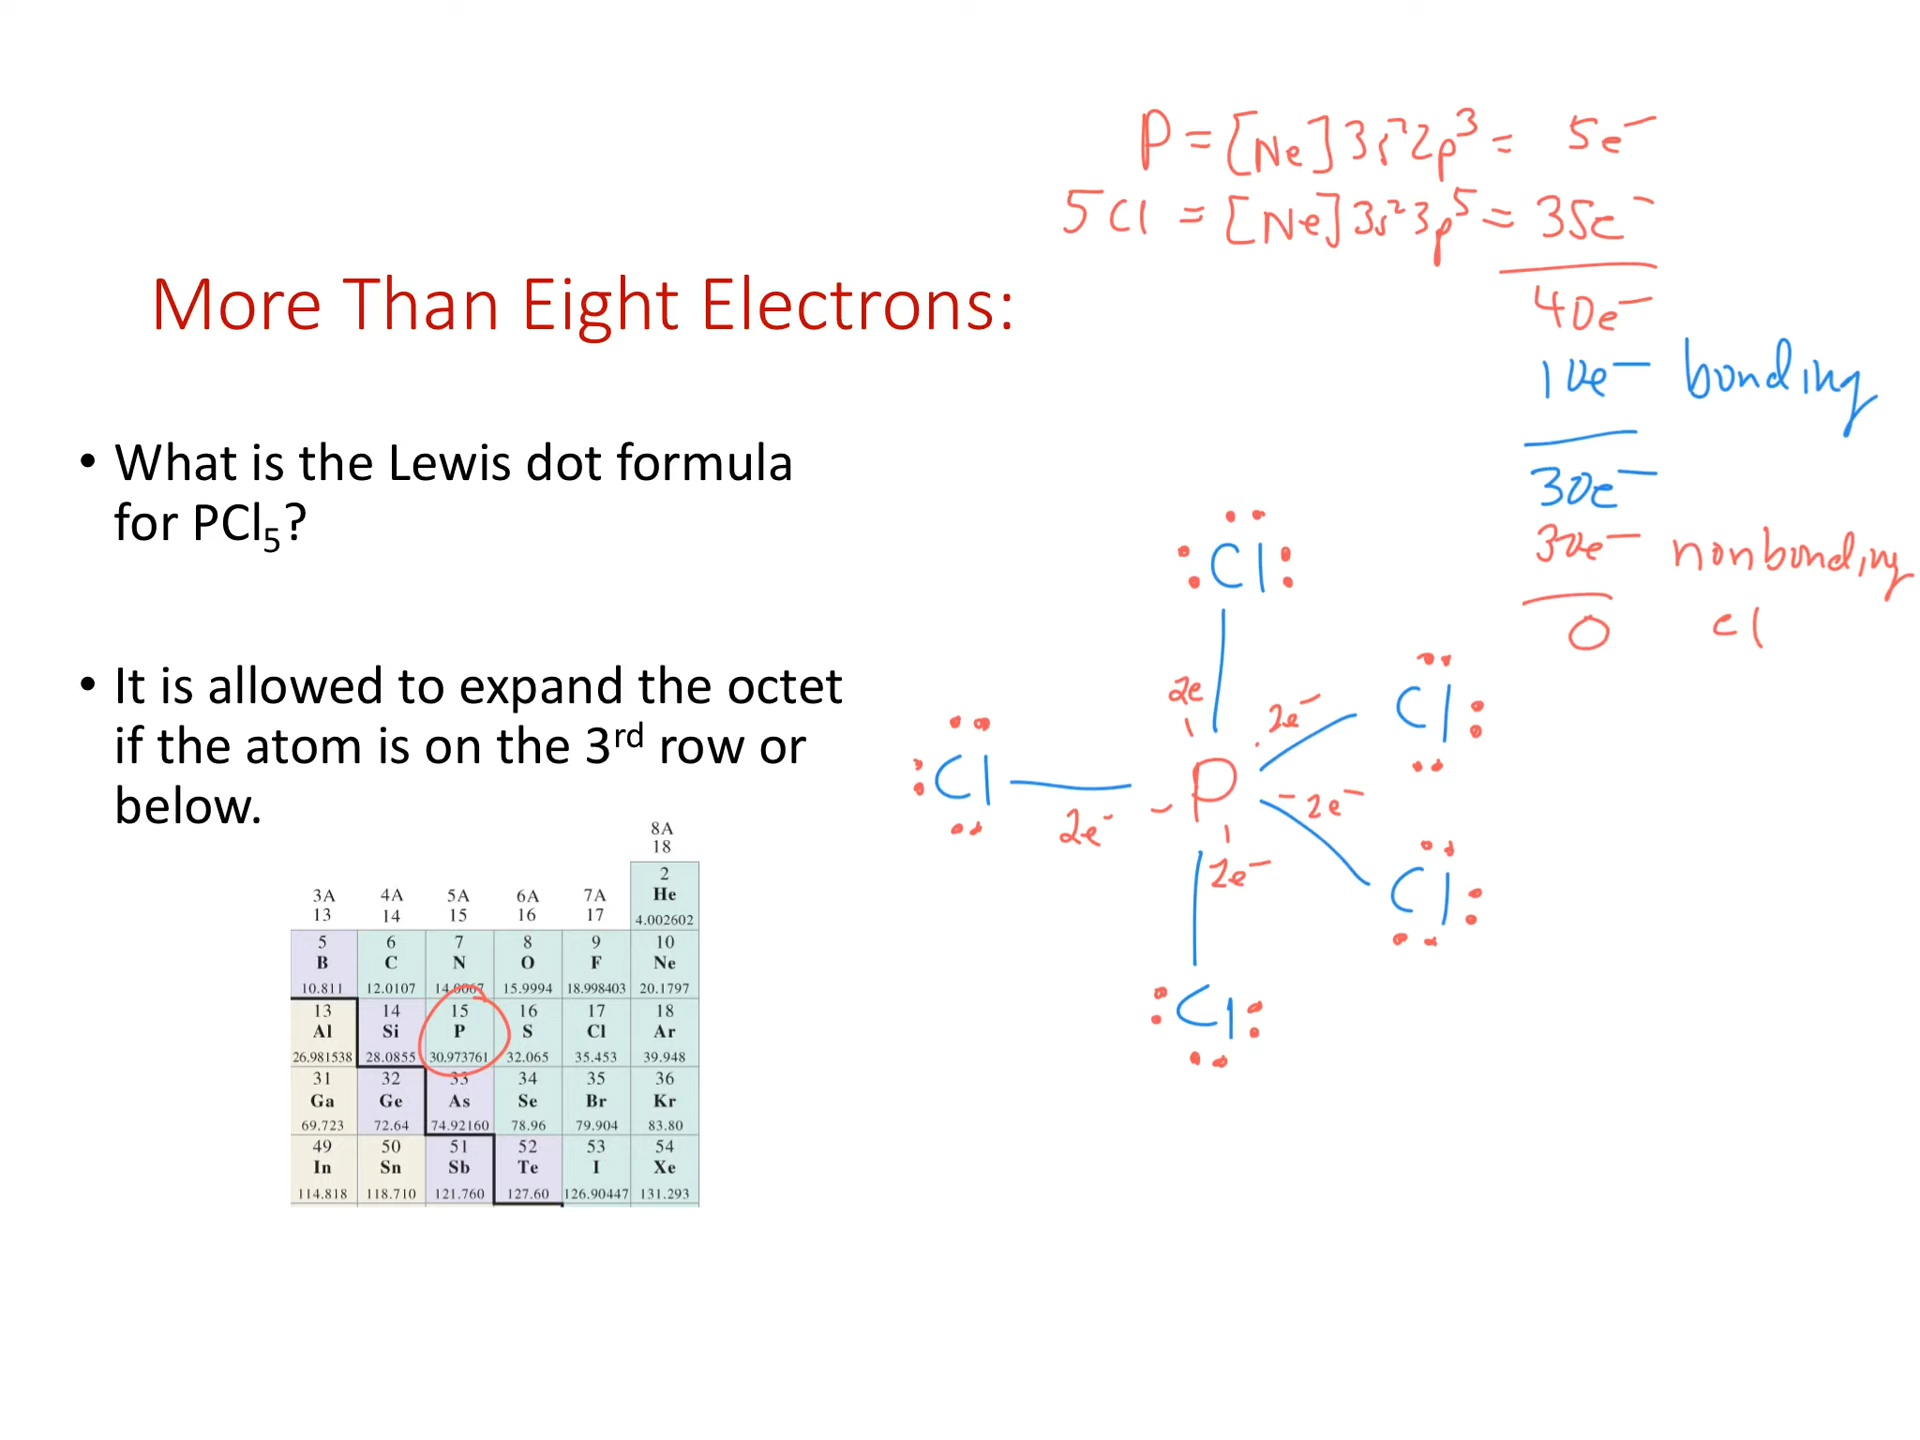 P = [Ne] 3s²2p³ = 5e⁻
5Cl = [Ne] 3s²3p⁵ = 35e⁻
40e⁻
More Than Eight Electrons:
10e⁻ bonding
30e⁻
30e⁻ nonbonding
0 Cl
• What is the Lewis dot formula
for PCl₅?
• It is allowed to expand the octet
if the atom is on the 3rd row or
below.
Cl
2e
2e⁻
Cl
Cl
P
2e⁻
2e⁻
2e⁻
Cl
Cl
8A
18
2
He
4.002602
3A 4A 5A 6A 7A
13 14 15 16 17
5 6 7 8 9 10
B C N O F Ne
10.811 12.0107 14.0067 15.9994 18.998403 20.1797
13 14 15 16 17 18
Al Si P S Cl Ar
26.981538 28.0855 30.973761 32.065 35.453 39.948
31 32 33 34 35 36
Ga Ge As Se Br Kr
69.723 72.64 74.92160 78.96 79.904 83.80
49 50 51 52 53 54
In Sn Sb Te I Xe
114.818 118.710 121.760 127.60 126.90447 131.293